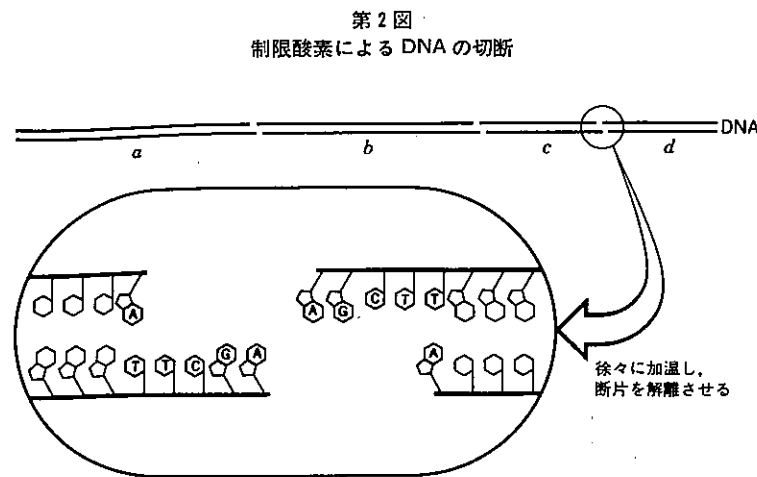 第2図
制限酸素による DNA の切断
DNA
a b c d
A A G C T T
T T C G A A
徐々に加温し,
断片を解離させる